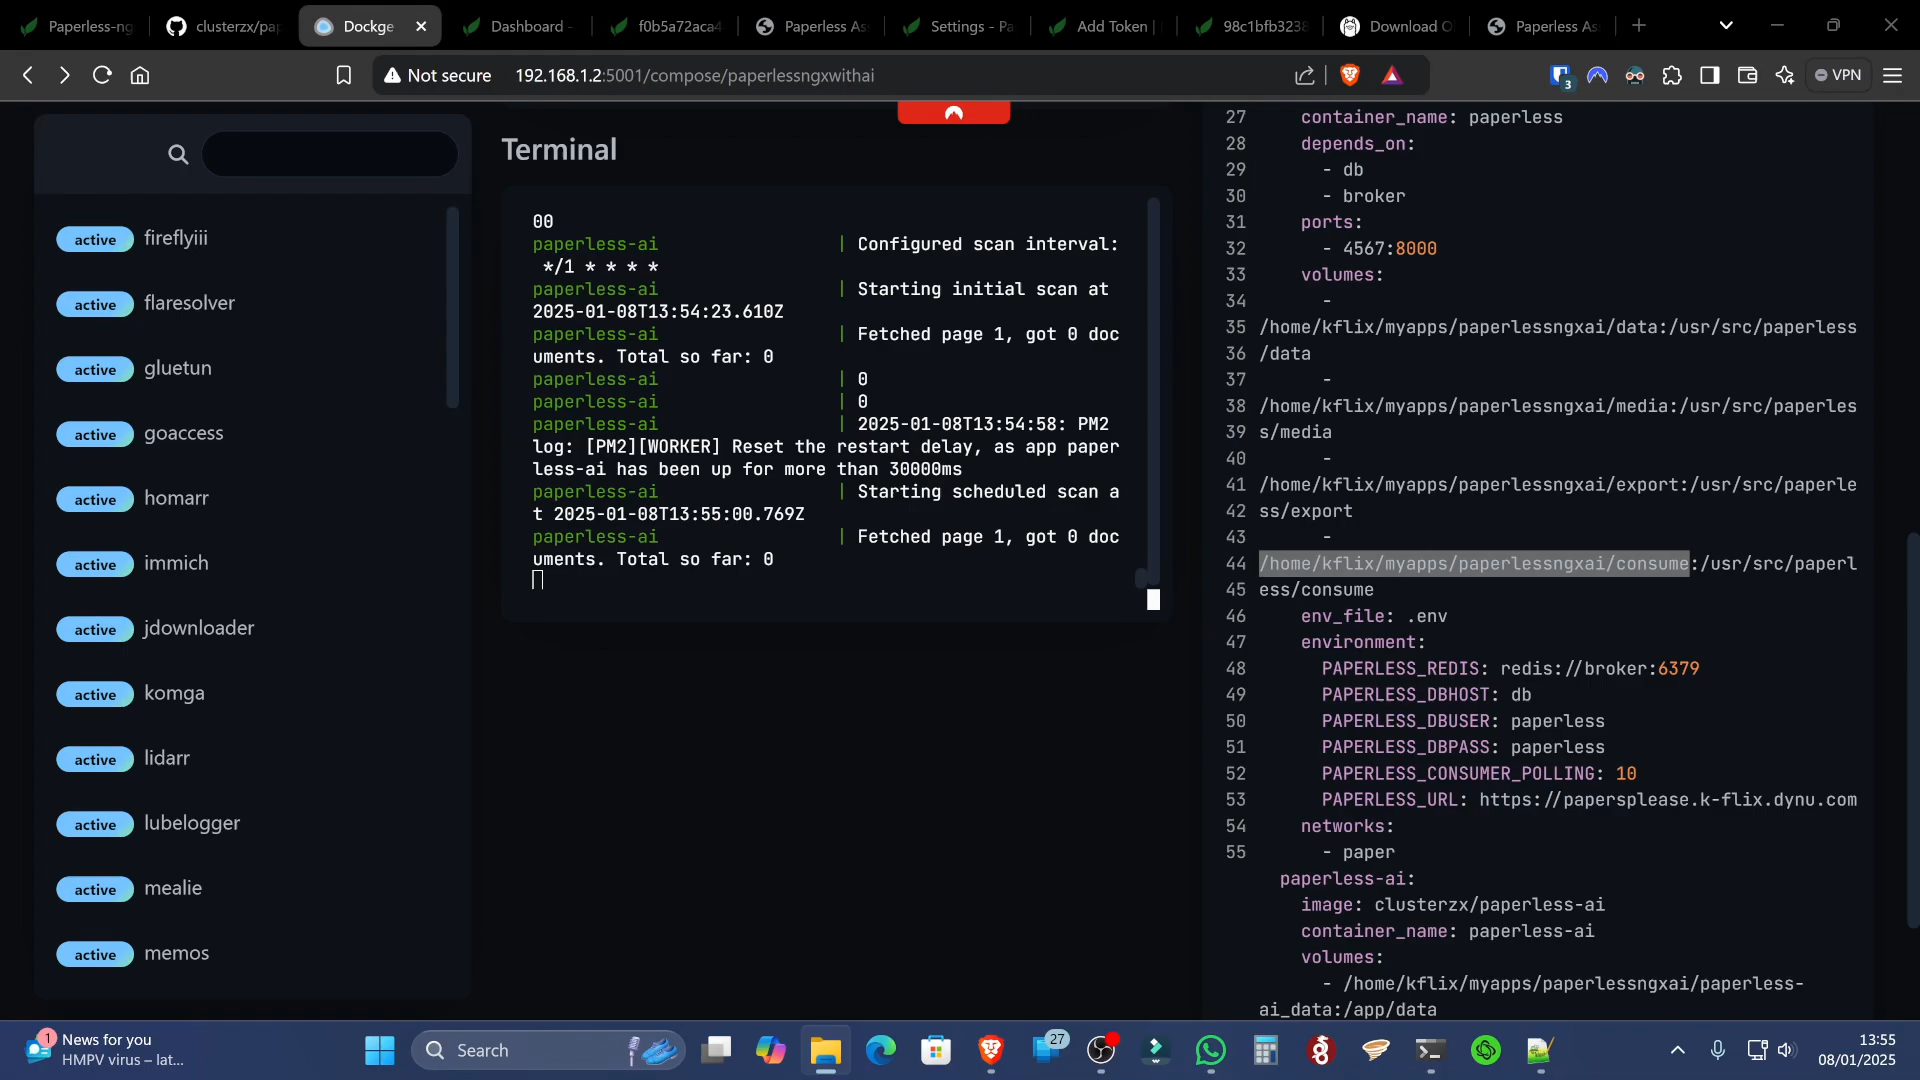 Paperless-ng
clusterzx/pap
Dockge
Dashboard -
f0b5a72aca4
Paperless As
Settings - Pa
Add Token |
98c1bfb3238
Download O
Paperless As
Not secure
192.168.1.2:5001/compose/paperlessngxwithai
3
VPN
active fireflyiii
active flaresolver
active gluetun
active goaccess
active homarr
active immich
active jdownloader
active komga
active lidarr
active lubelogger
active mealie
active memos
Terminal
00
paperless-ai | Configured scan interval:
*/1 * * * *
paperless-ai | Starting initial scan at
2025-01-08T13:54:23.610Z
paperless-ai | Fetched page 1, got 0 doc
uments. Total so far: 0
paperless-ai | 0
paperless-ai | 0
paperless-ai | 2025-01-08T13:54:58: PM2
log: [PM2][WORKER] Reset the restart delay, as app paper
less-ai has been up for more than 30000ms
paperless-ai | Starting scheduled scan a
t 2025-01-08T13:55:00.769Z
paperless-ai | Fetched page 1, got 0 doc
uments. Total so far: 0
27 container_name: paperless
28 depends_on:
29 - db
30 - broker
31 ports:
32 - 4567:8000
33 volumes:
34 -
35 /home/kflix/myapps/paperlessngxai/data:/usr/src/paperless
36 /data
37 -
38 /home/kflix/myapps/paperlessngxai/media:/usr/src/paperles
39 s/media
40 -
41 /home/kflix/myapps/paperlessngxai/export:/usr/src/paperle
42 ss/export
43 -
44 /home/kflix/myapps/paperlessngxai/consume:/usr/src/paperl
45 ess/consume
46 env_file: .env
47 environment:
48 PAPERLESS_REDIS: redis://broker:6379
49 PAPERLESS_DBHOST: db
50 PAPERLESS_DBUSER: paperless
51 PAPERLESS_DBPASS: paperless
52 PAPERLESS_CONSUMER_POLLING: 10
53 PAPERLESS_URL: https://papersplease.k-flix.dynu.com
54 networks:
55 - paper
paperless-ai:
image: clusterzx/paperless-ai
container_name: paperless-ai
volumes:
- /home/kflix/myapps/paperlessngxai/paperless-
ai_data:/app/data
1
News for you
HMPV virus – lat...
Search
27
13:55
08/01/2025